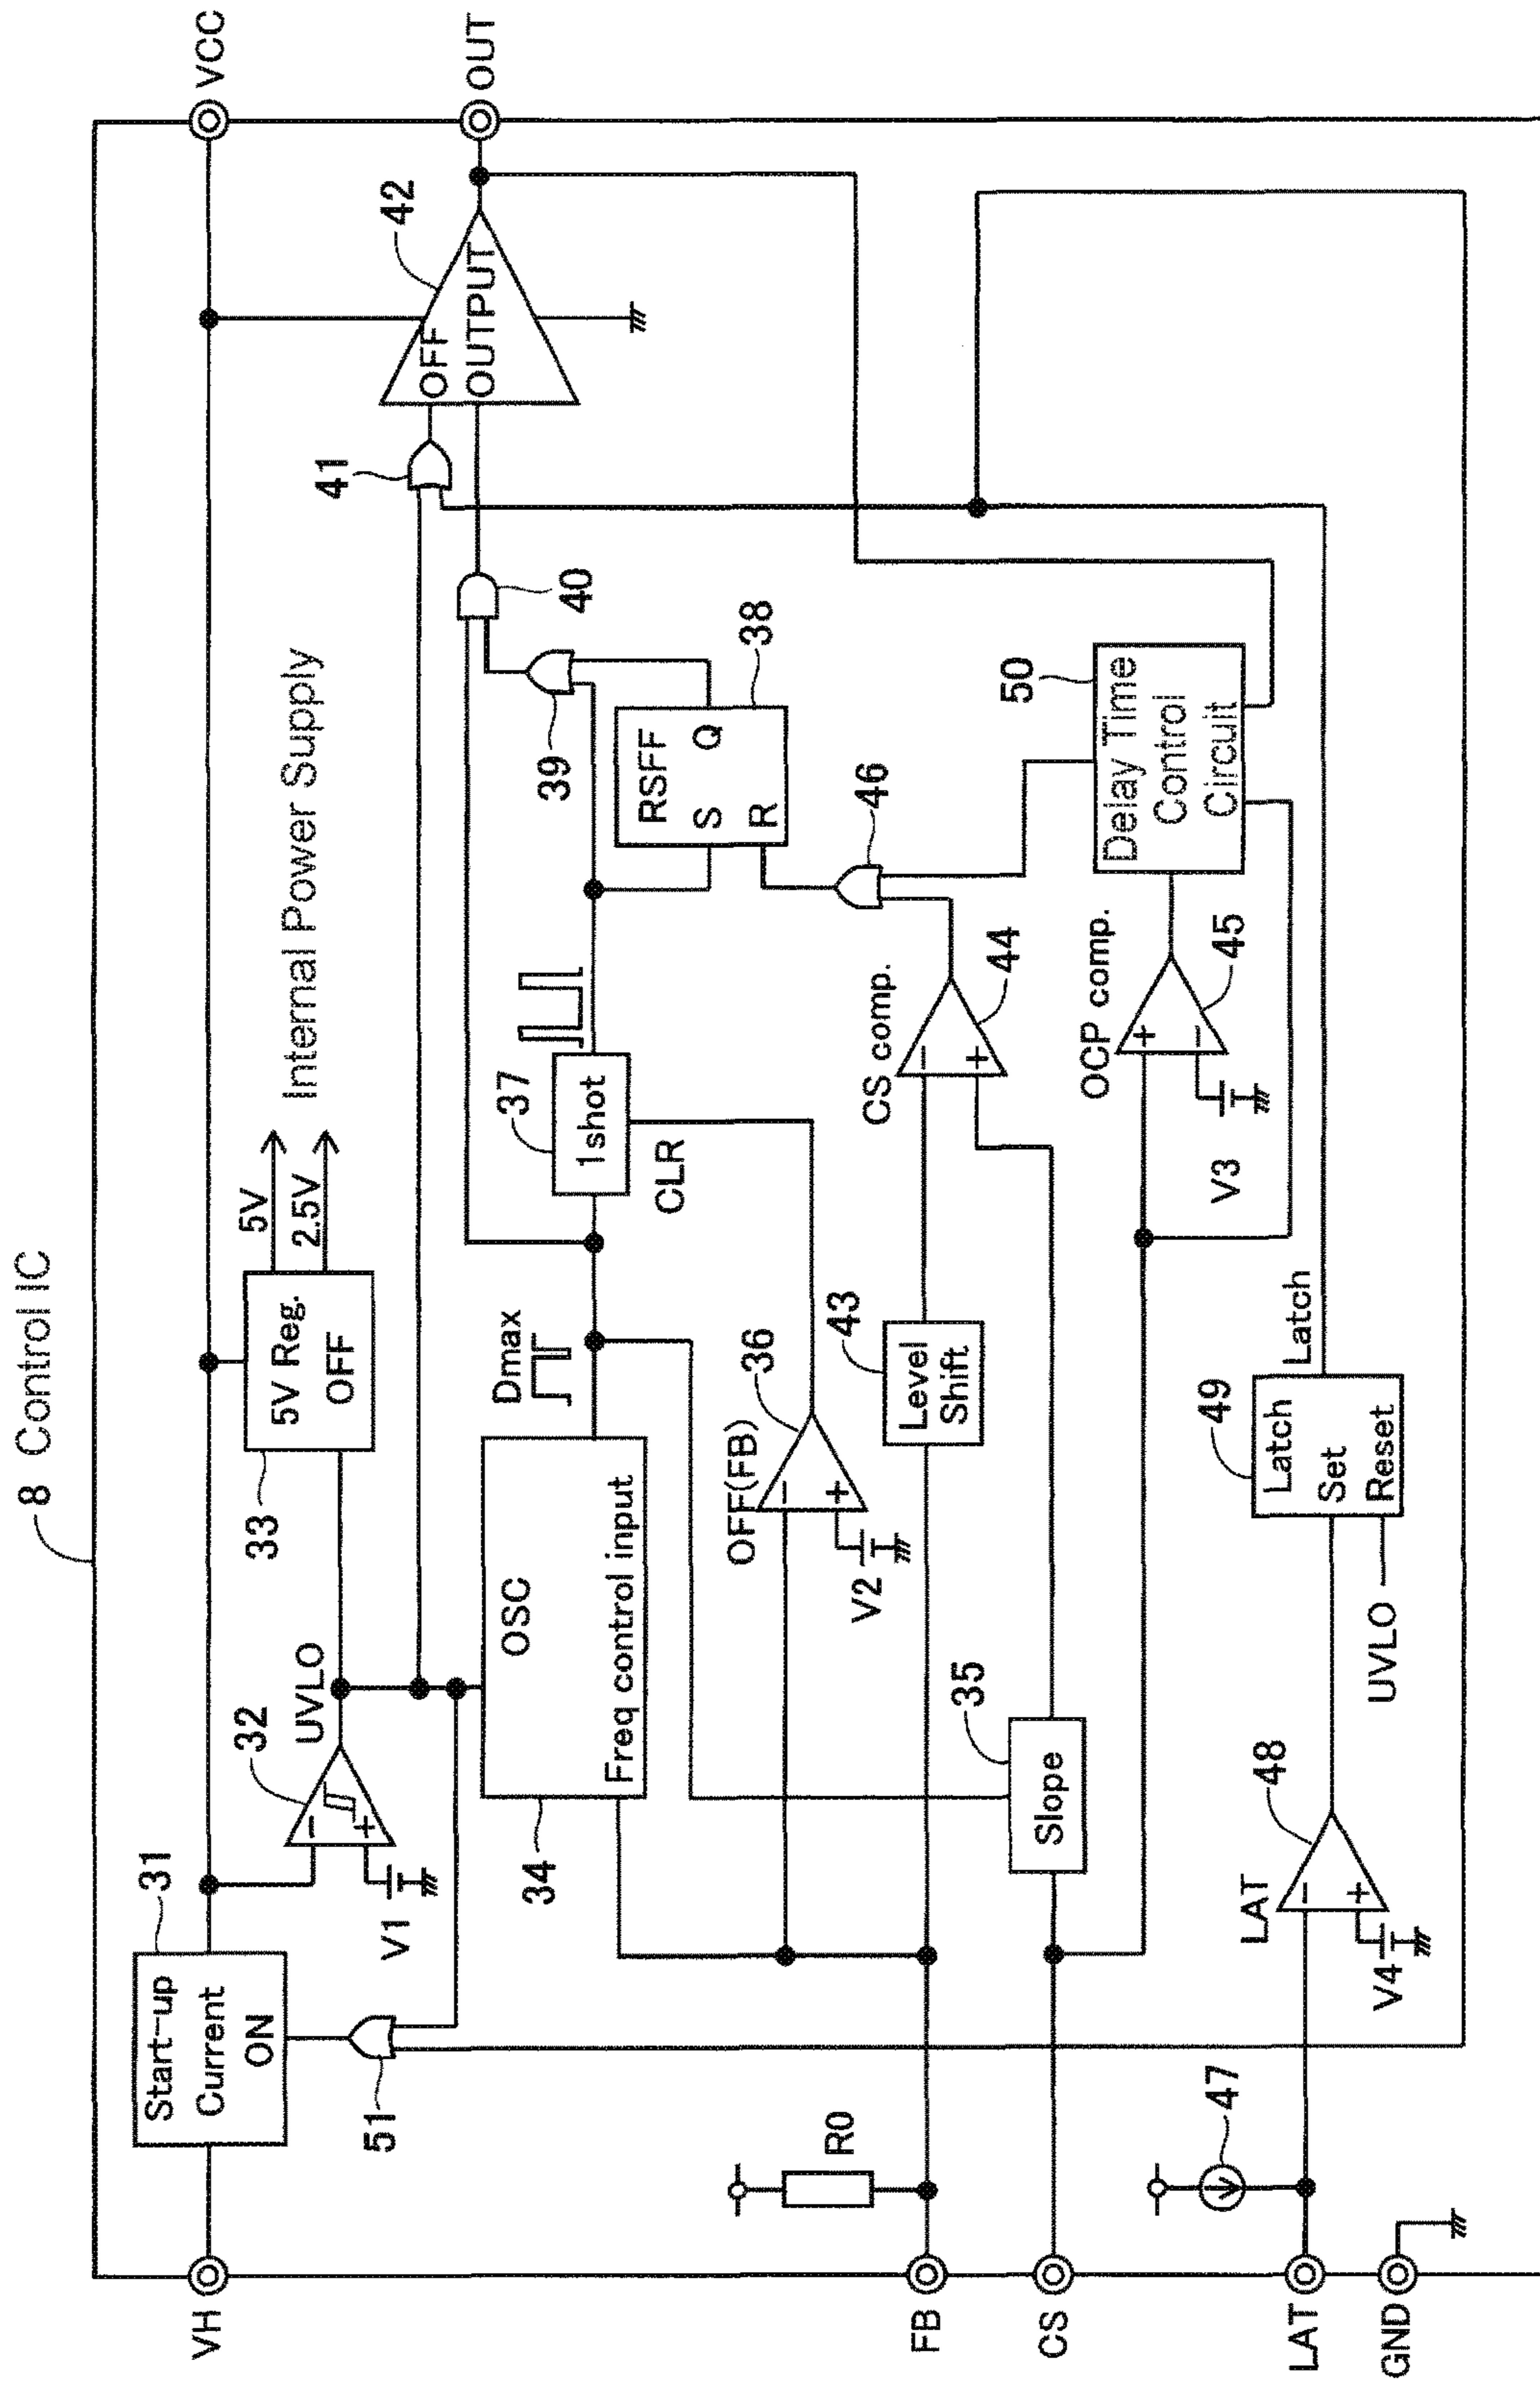 8 Control IC
VH
Start-up
Current
ON
31
51
VCC
32
UVLO
V1
33
5V Reg.
OFF
5V
2.5V
Internal Power Supply
41
42
OFF
OUTPUT
OUT
34
OSC
Freq control input
Dmax
37
1shot
CLR
40
39
RSFF
S
Q
R
38
R0
FB
OFF(FB)
36
V2
43
Level
Shift
CS comp.
44
46
CS
35
Slope
OCP comp.
45
V3
50
Delay Time
Control
Circuit
47
LAT
LAT
48
V4
49
Latch
Set
Reset
UVLO
Latch
GND